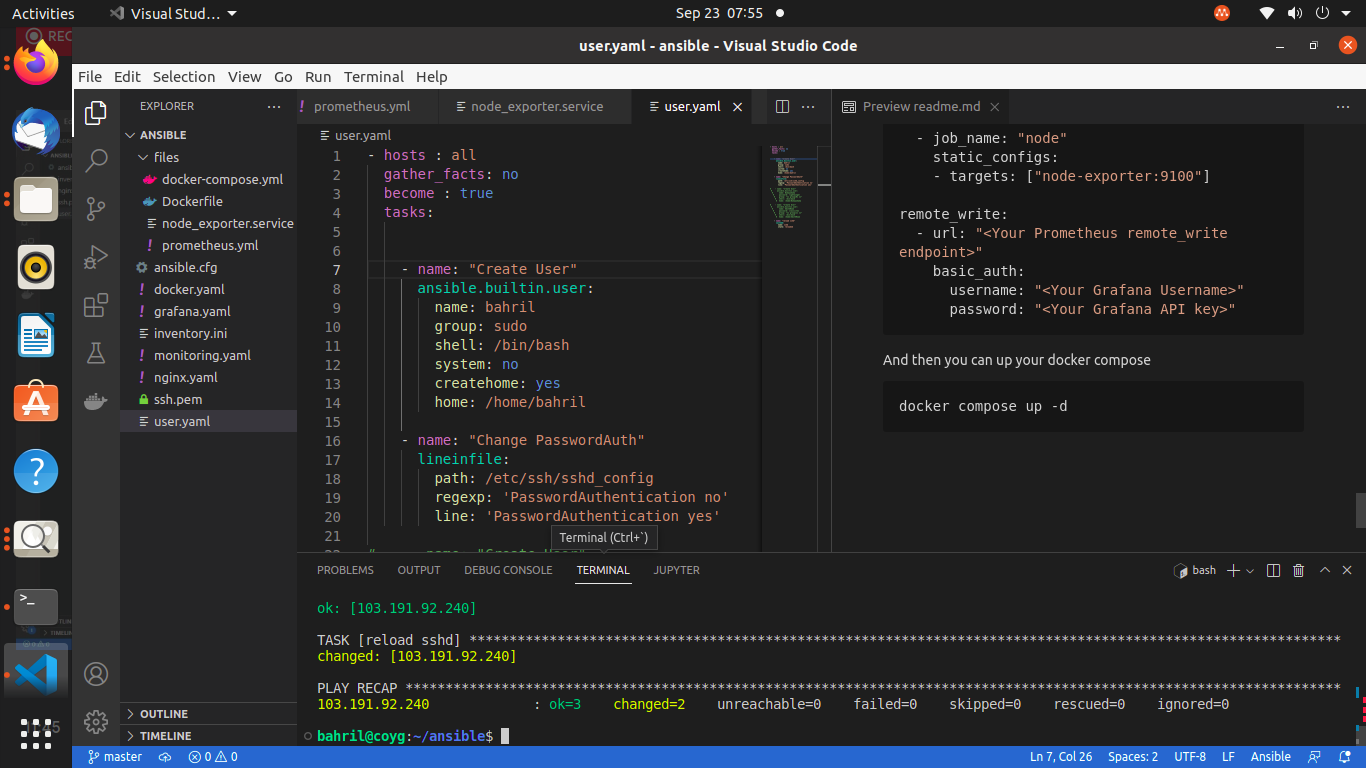 Activities
Visual Stud…
Sep 23 07:55
REC
user.yaml - ansible - Visual Studio Code
File Edit Selection View Go Run Terminal Help
EXPLORER
ANSIBLE
files
docker-compose.yml
Dockerfile
node_exporter.service
prometheus.yml
ansible.cfg
docker.yaml
grafana.yaml
inventory.ini
monitoring.yaml
nginx.yaml
ssh.pem
user.yaml
OUTLINE
TIMELINE
prometheus.yml
node_exporter.service
user.yaml
user.yaml
1 - hosts : all
2 gather_facts: no
3 become : true
4 tasks:
5
6
7 - name: "Create User"
8 ansible.builtin.user:
9 name: bahril
10 group: sudo
11 shell: /bin/bash
12 system: no
13 createhome: yes
14 home: /home/bahril
15
16 - name: "Change PasswordAuth"
17 lineinfile:
18 path: /etc/ssh/sshd_config
19 regexp: 'PasswordAuthentication no'
20 line: 'PasswordAuthentication yes'
21
Terminal (Ctrl+`)
Preview readme.md
- job_name: "node"
static_configs:
- targets: ["node-exporter:9100"]
remote_write:
- url: "<Your Prometheus remote_write
endpoint>"
basic_auth:
username: "<Your Grafana Username>"
password: "<Your Grafana API key>"
And then you can up your docker compose
docker compose up -d
PROBLEMS OUTPUT DEBUG CONSOLE TERMINAL JUPYTER
bash
ok: [103.191.92.240]
TASK [reload sshd] *************************************************************************************************************
changed: [103.191.92.240]
PLAY RECAP *********************************************************************************************************************
103.191.92.240 : ok=3 changed=2 unreachable=0 failed=0 skipped=0 rescued=0 ignored=0
bahril@coyg:~/ansible$
master
0 0
Ln 7, Col 26 Spaces: 2 UTF-8 LF Ansible